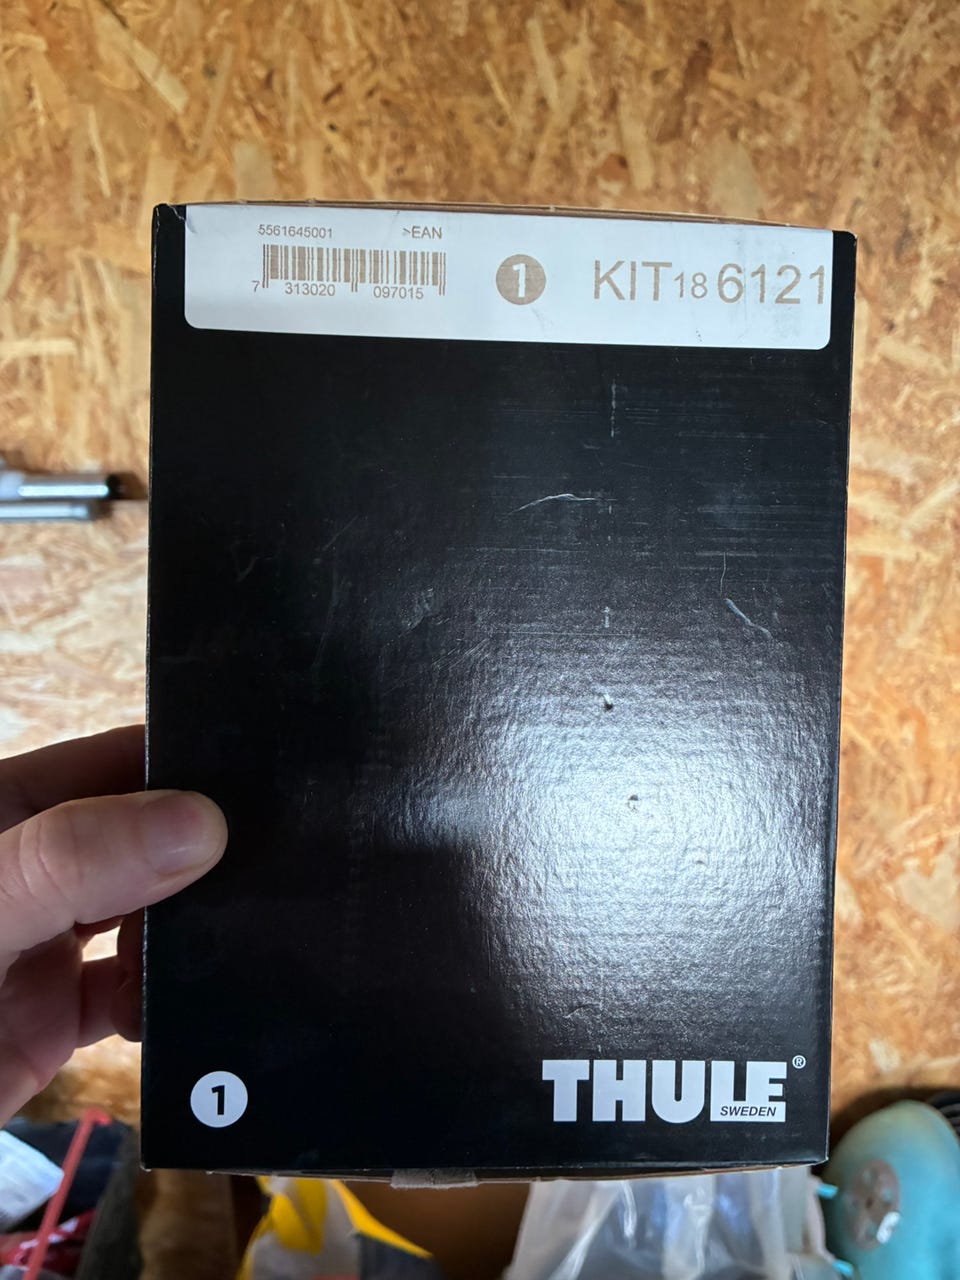 5561645001 >EAN
7 313020 097015
1 KIT 18 6121
1
THULE®
SWEDEN